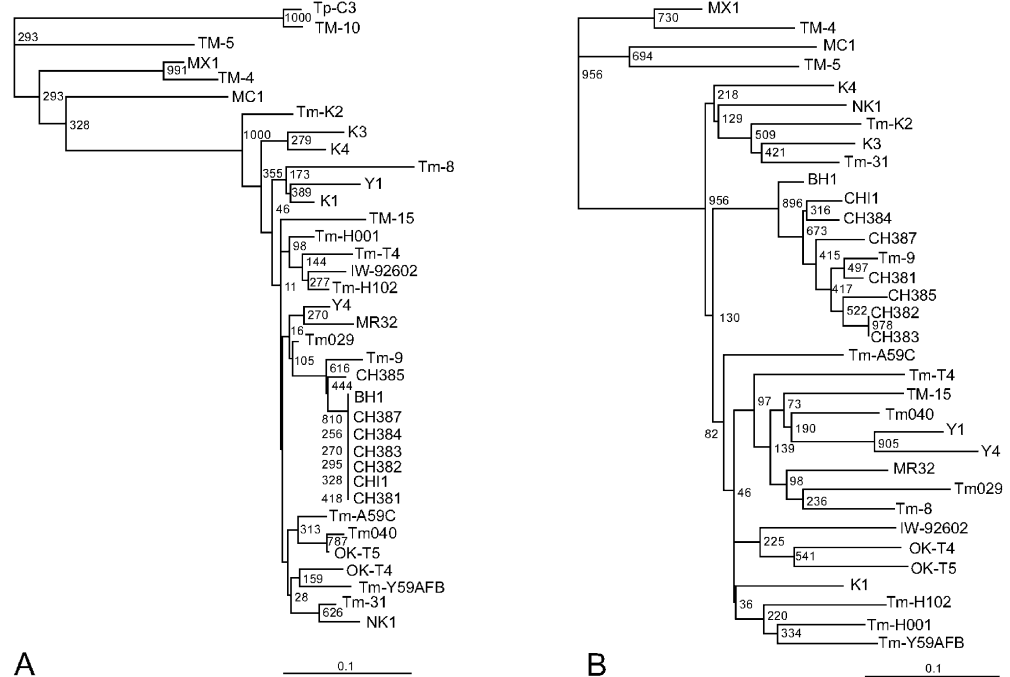 Tp-C3
1000
TM-10
293
TM-5
MX1
991
TM-4
293
MC1
328
Tm-K2
1000
K3
279
K4
355
Tm-8
173
Y1
389
K1
46
TM-15
Tm-H001
98
Tm-T4
144
IW-92602
277
Tm-H102
11
Y4
270
MR32
16
Tm029
105
Tm-9
616
CH385
444
BH1
810
CH387
256
CH384
270
CH383
295
CH382
328
CHI1
418
CH381
Tm-A59C
313
Tm040
787
OK-T5
OK-T4
159
Tm-Y59AFB
28
Tm-31
626
NK1
A
0.1
MX1
730
TM-4
MC1
694
TM-5
956
K4
218
NK1
129
Tm-K2
509
K3
421
Tm-31
BH1
956
896
CHI1
316
CH384
673
CH387
415
Tm-9
497
CH381
417
CH385
522
CH382
978
CH383
130
Tm-A59C
Tm-T4
97
TM-15
73
Tm040
190
Y1
905
Y4
82
139
MR32
98
Tm029
236
Tm-8
46
IW-92602
225
OK-T4
541
OK-T5
K1
36
Tm-H102
220
Tm-H001
334
Tm-Y59AFB
B
0.1